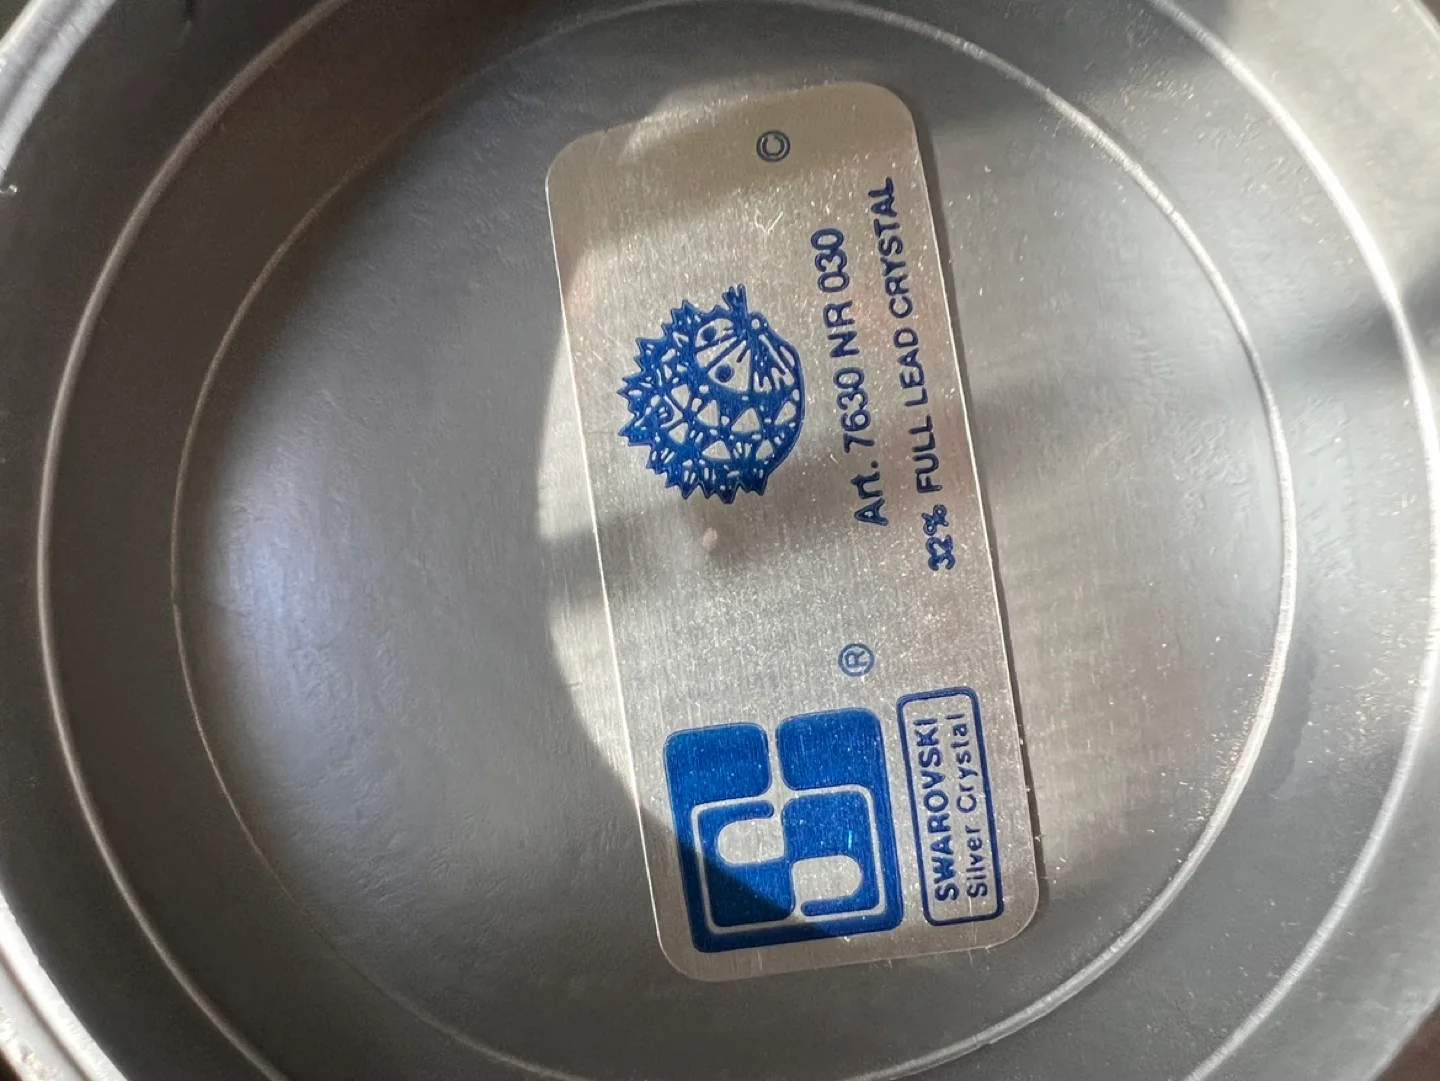 ©
Art. 7630 NR 030
32% FULL LEAD CRYSTAL
®
SWAROVSKI
Silver Crystal